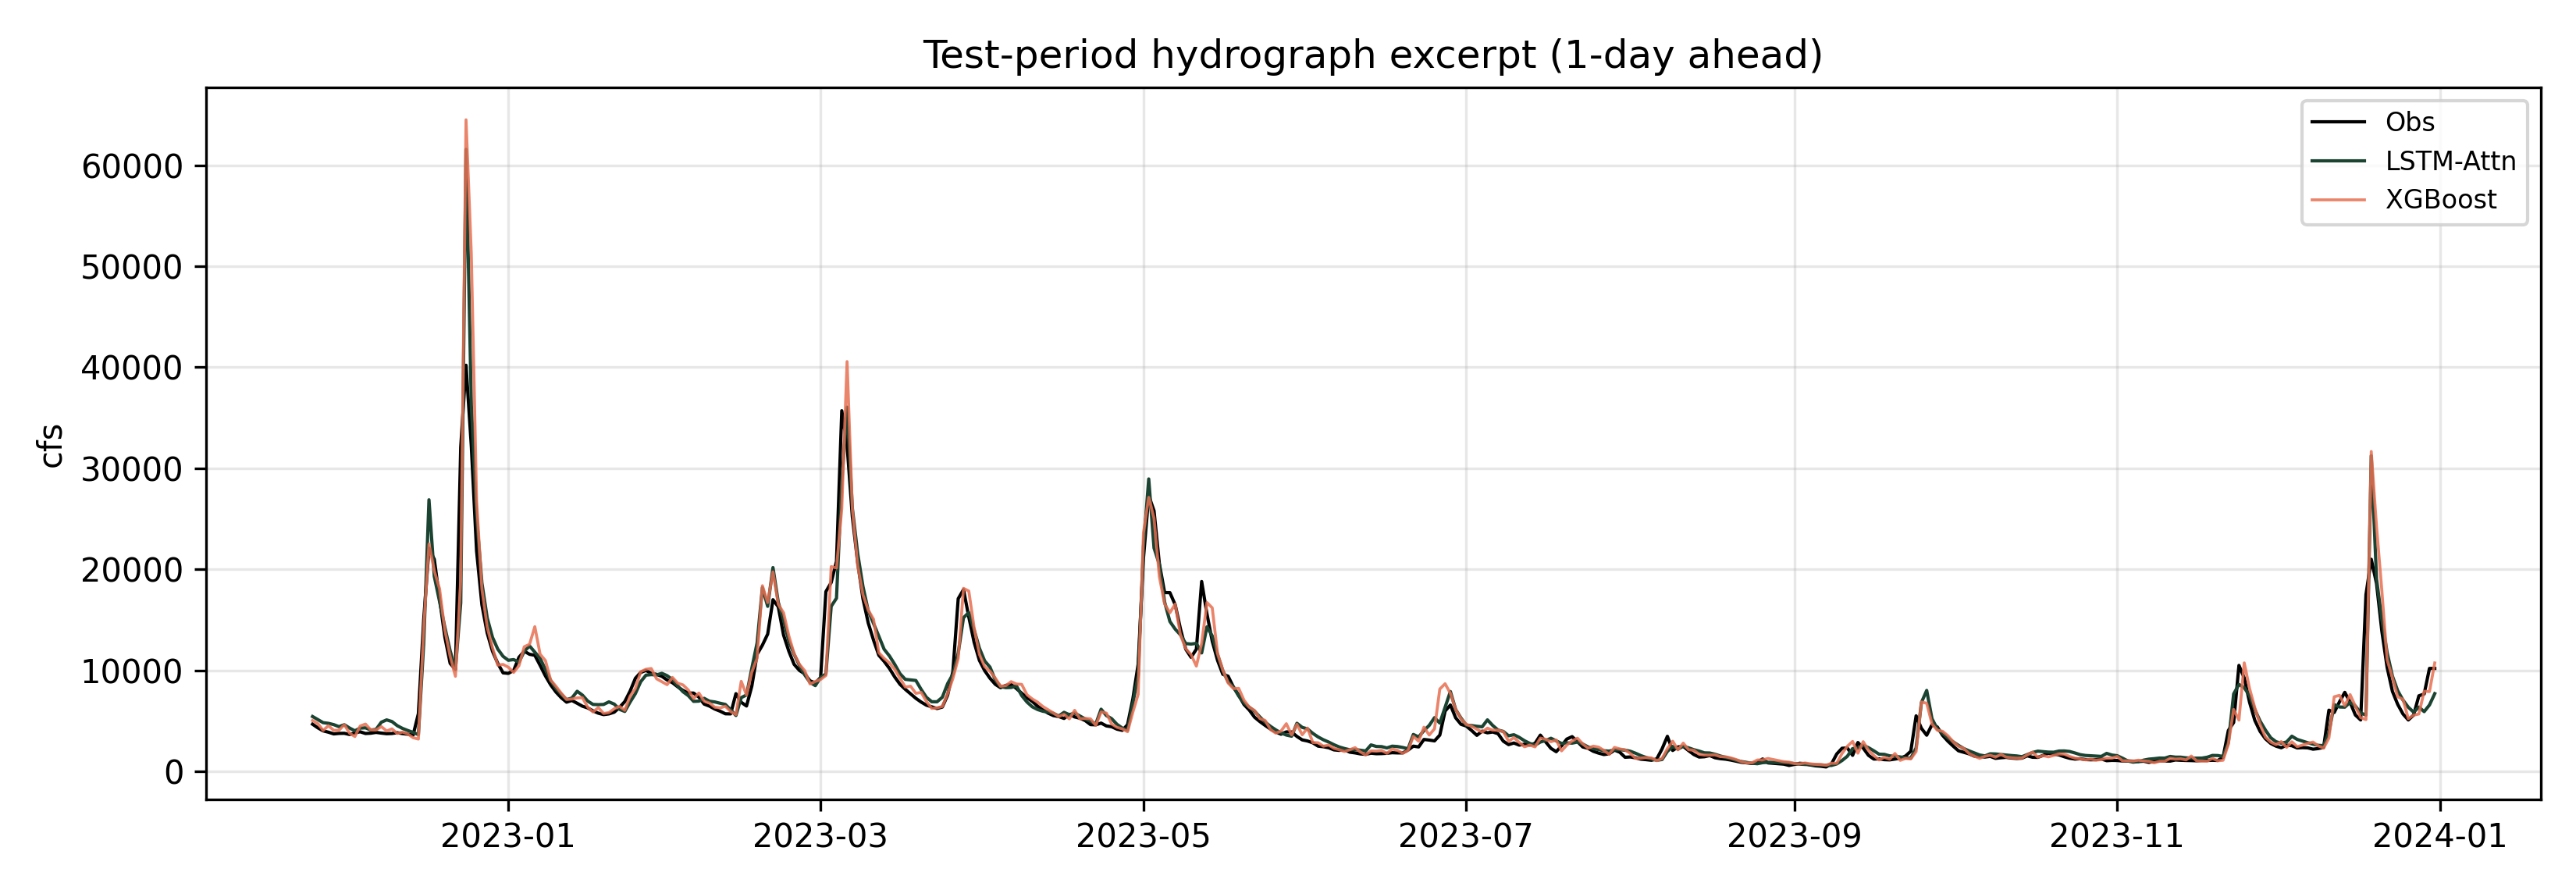 Test-period hydrograph excerpt (1-day ahead)
Obs
LSTM-Attn
XGBoost
cfs
60000
50000
40000
30000
20000
10000
0
2023-01
2023-03
2023-05
2023-07
2023-09
2023-11
2024-01